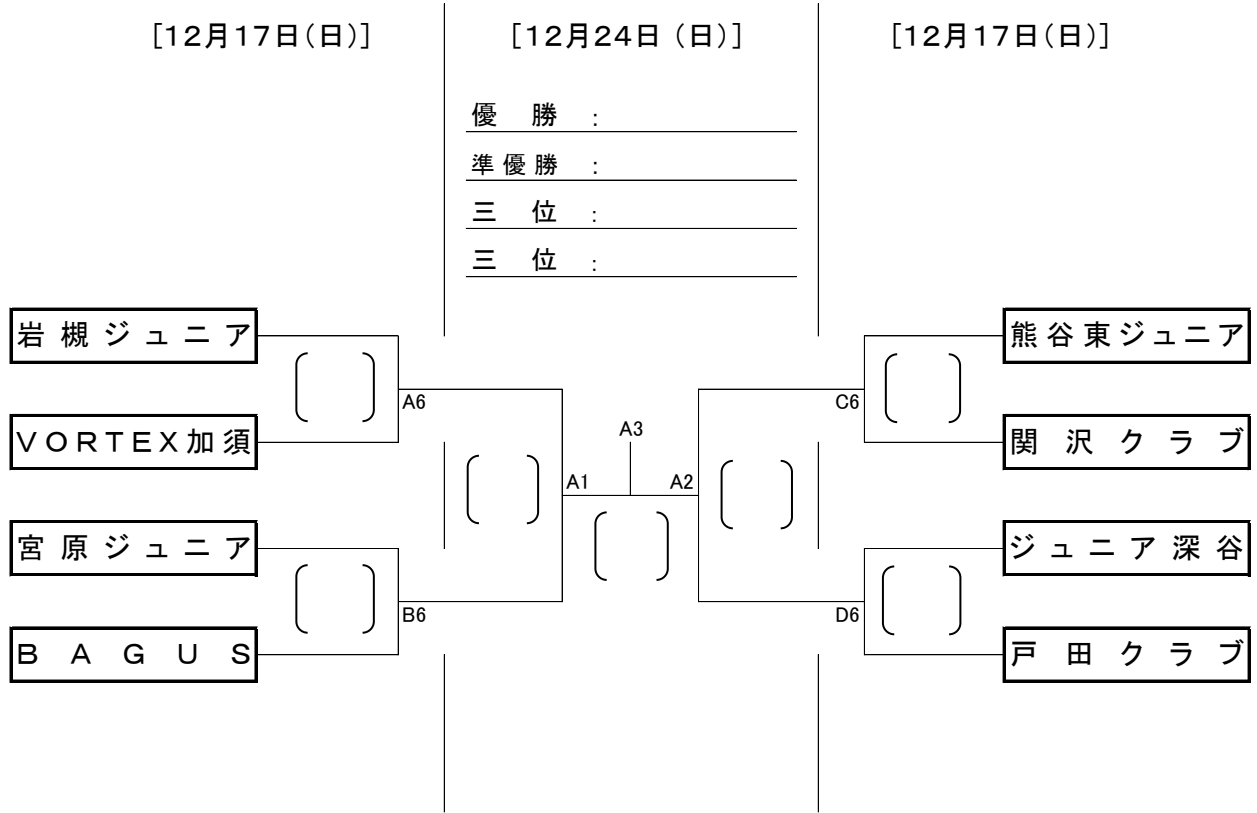 [12月17日(日)]
[12月24日(日)]
[12月17日(日)]
優勝:
準優勝:
三位:
三位:
岩槻ジュニア
熊谷東ジュニア
A6
C6
VORTEX加須
関沢クラブ
A3
A1
A2
宮原ジュニア
ジュニア深谷
B6
D6
BAGUS
戸田クラブ